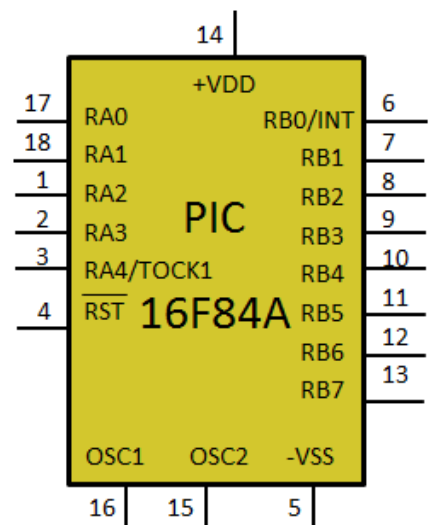 14
+VDD
17 RA0 RB0/INT 6
18 RA1 RB1 7
1 RA2 RB2 8
2 RA3 PIC RB3 9
3 RA4/TOCK1 RB4 10
4 RST 16F84A RB5 11
RB6 12
RB7 13
OSC1 OSC2 -VSS
16 15 5